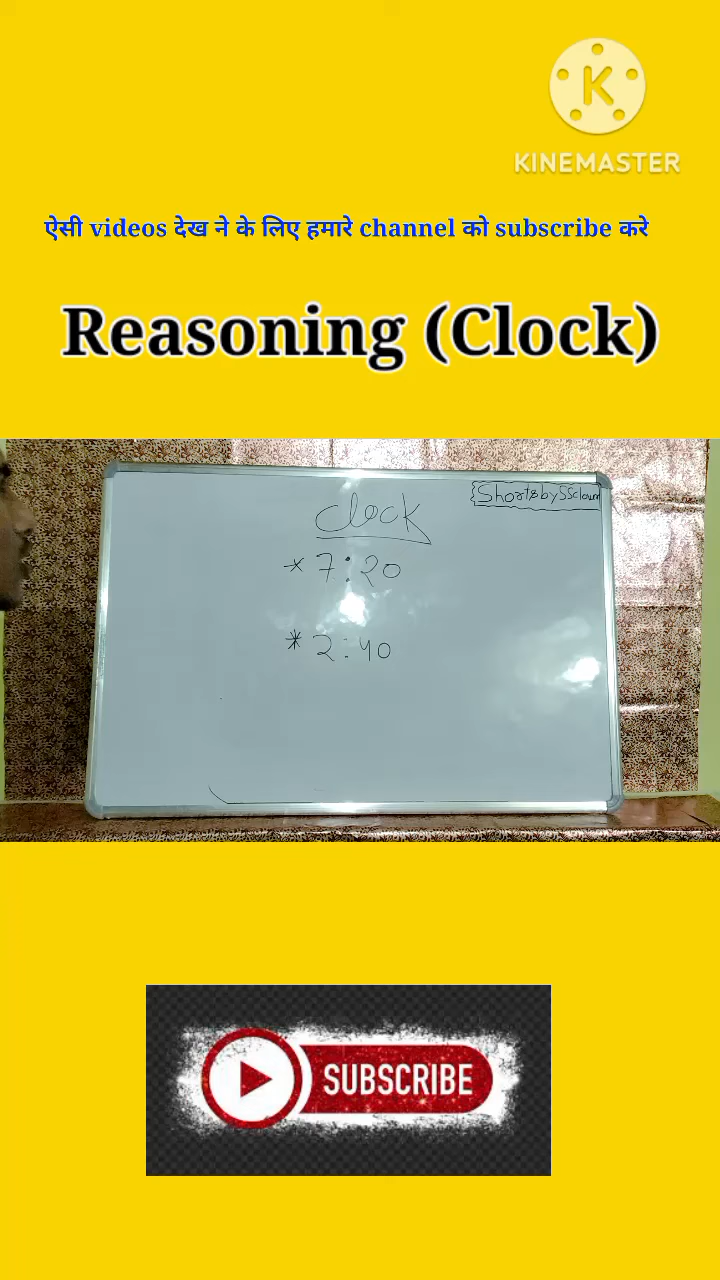 KINEMASTER
ऐसी videos देख ने के लिए हमारे channel को subscribe करे
Reasoning (Clock)
Clock
* 7:20
* 2:40
SUBSCRIBE